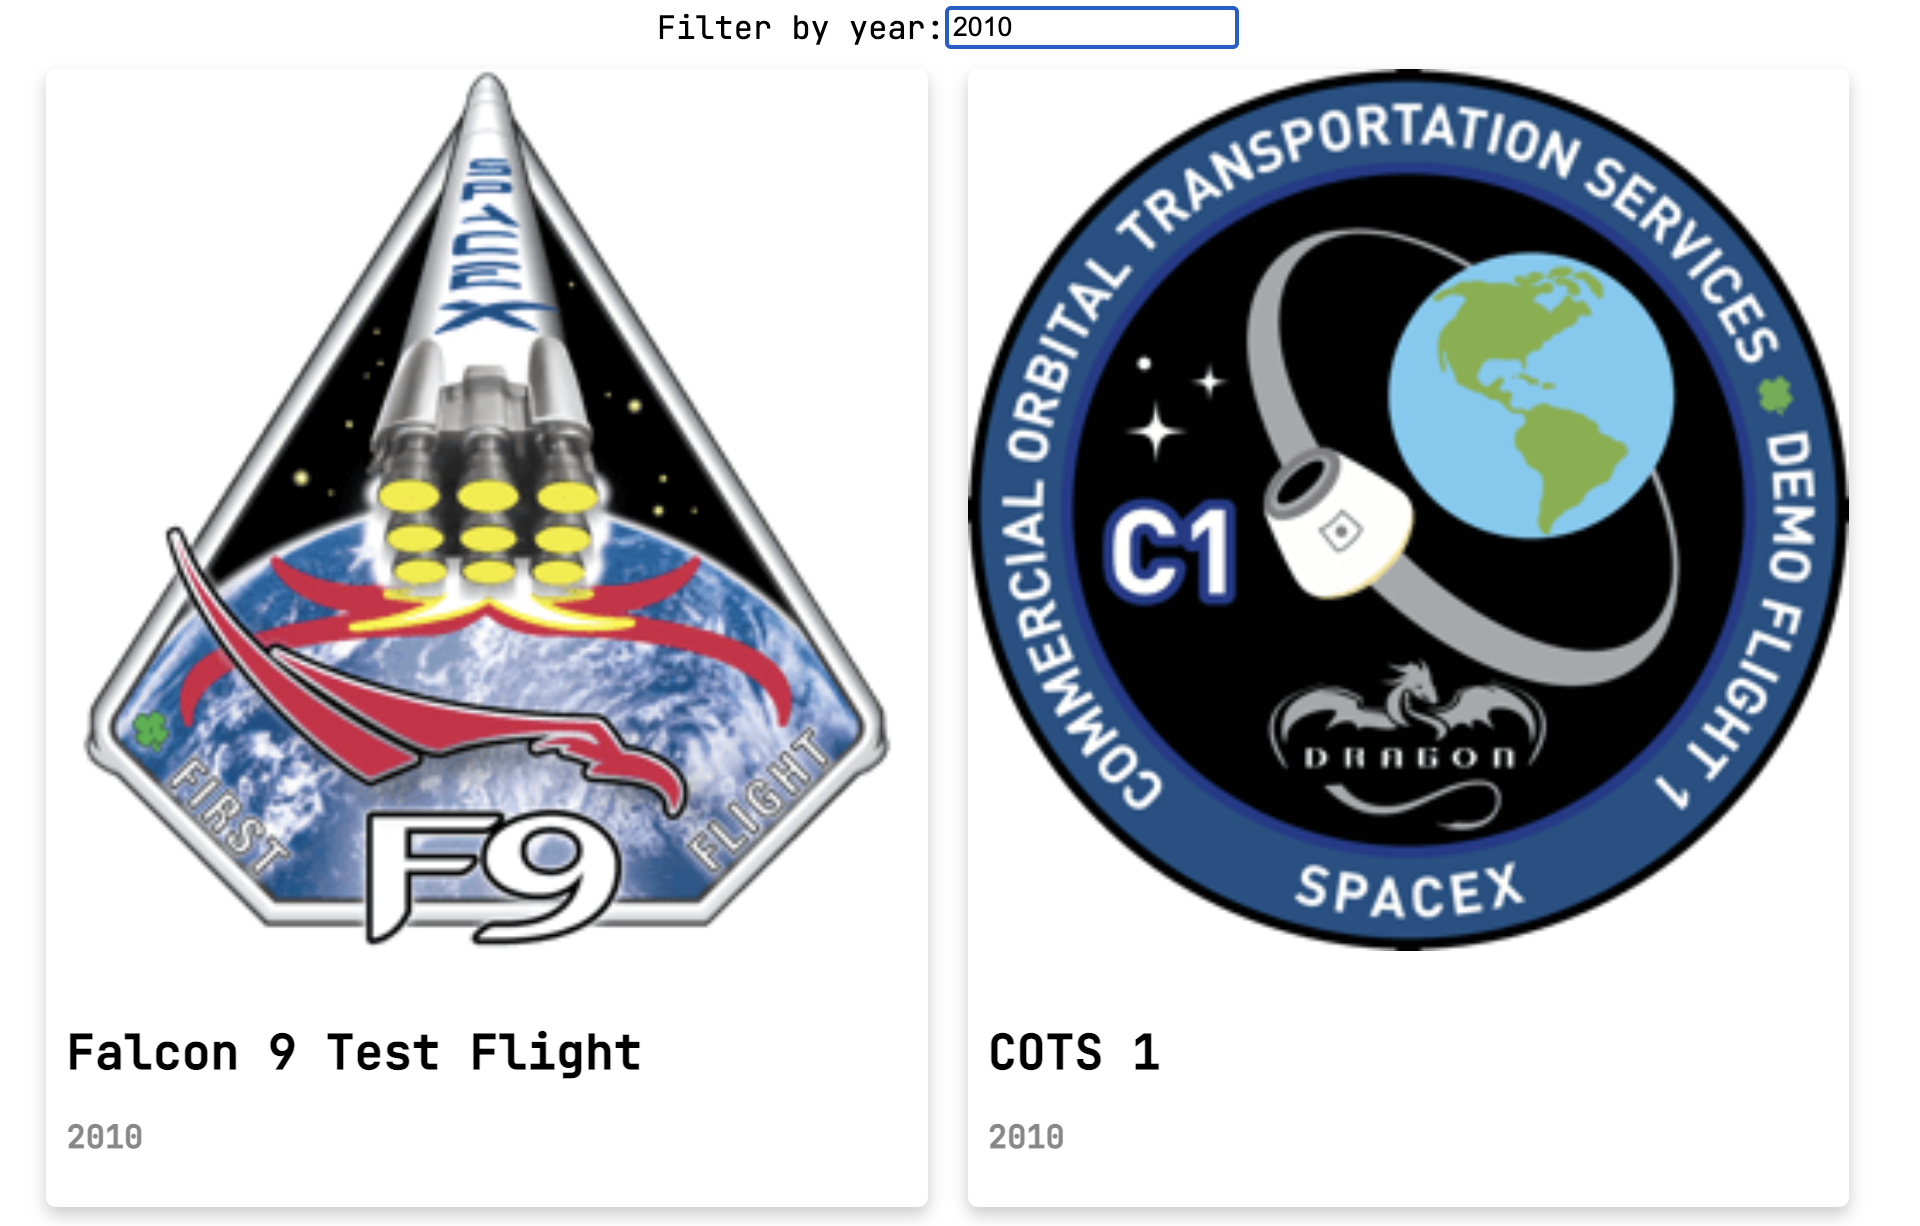 Filter by year: 2010
SPACEX
FIRST FLIGHT
F9
COMMERCIAL ORBITAL TRANSPORTATION SERVICES DEMO FLIGHT 1
C1
DRAGON
SPACEX
Falcon 9 Test Flight
2010
COTS 1
2010